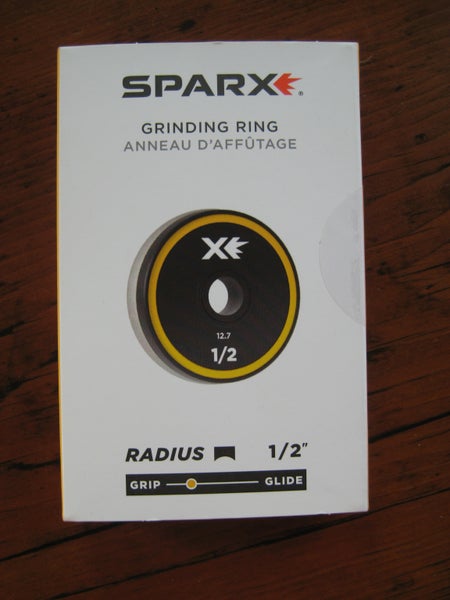 SPARX®
GRINDING RING
ANNEAU D'AFFÛTAGE
X
12.7
1/2
RADIUS 1/2"
GRIP GLIDE